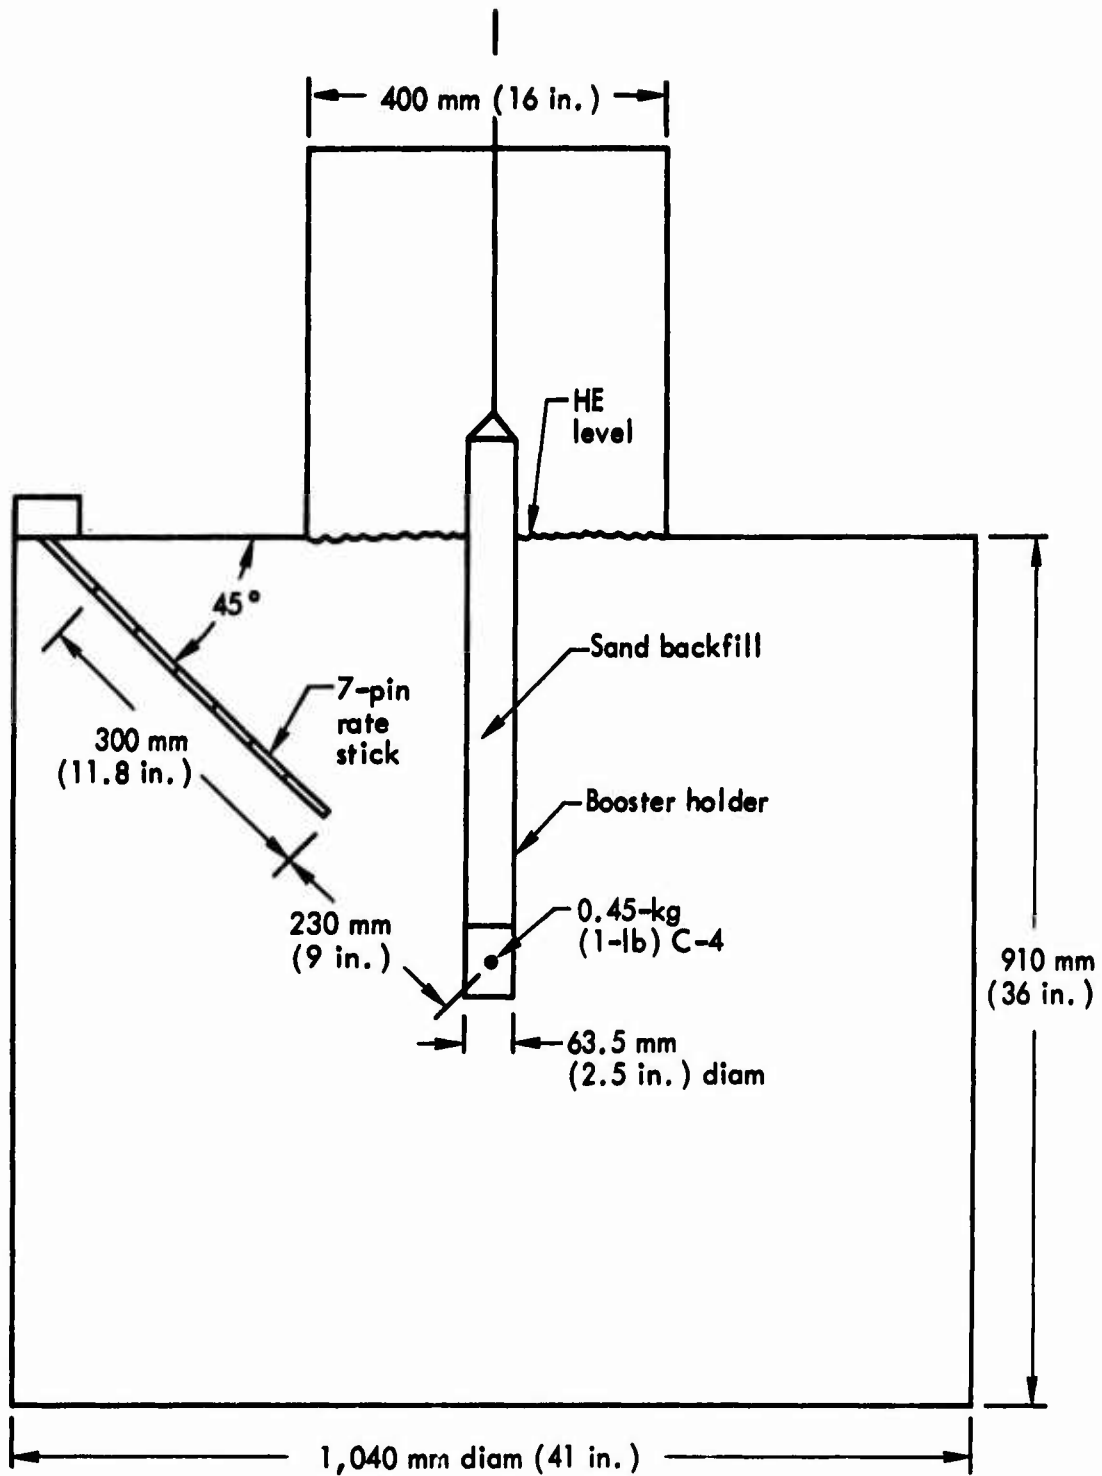 400 mm (16 in.)
HE
level
45°
Sand backfill
7-pin
rate
stick
300 mm
(11.8 in.)
Booster holder
230 mm
(9 in.)
0.45-kg
(1-lb) C-4
910 mm
(36 in.)
63.5 mm
(2.5 in.) diam
1,040 mm diam (41 in.)